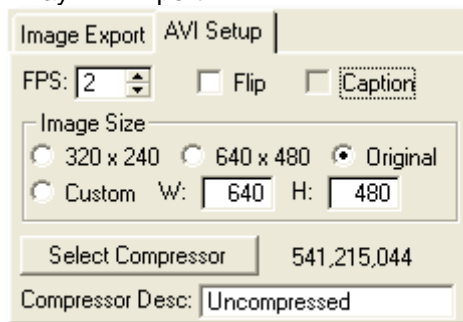 Image Export AVI Setup
FPS: 2 Flip Caption
Image Size
320 x 240 640 x 480 Original
Custom W: 640 H: 480
Select Compressor 541,215,044
Compressor Desc: Uncompressed